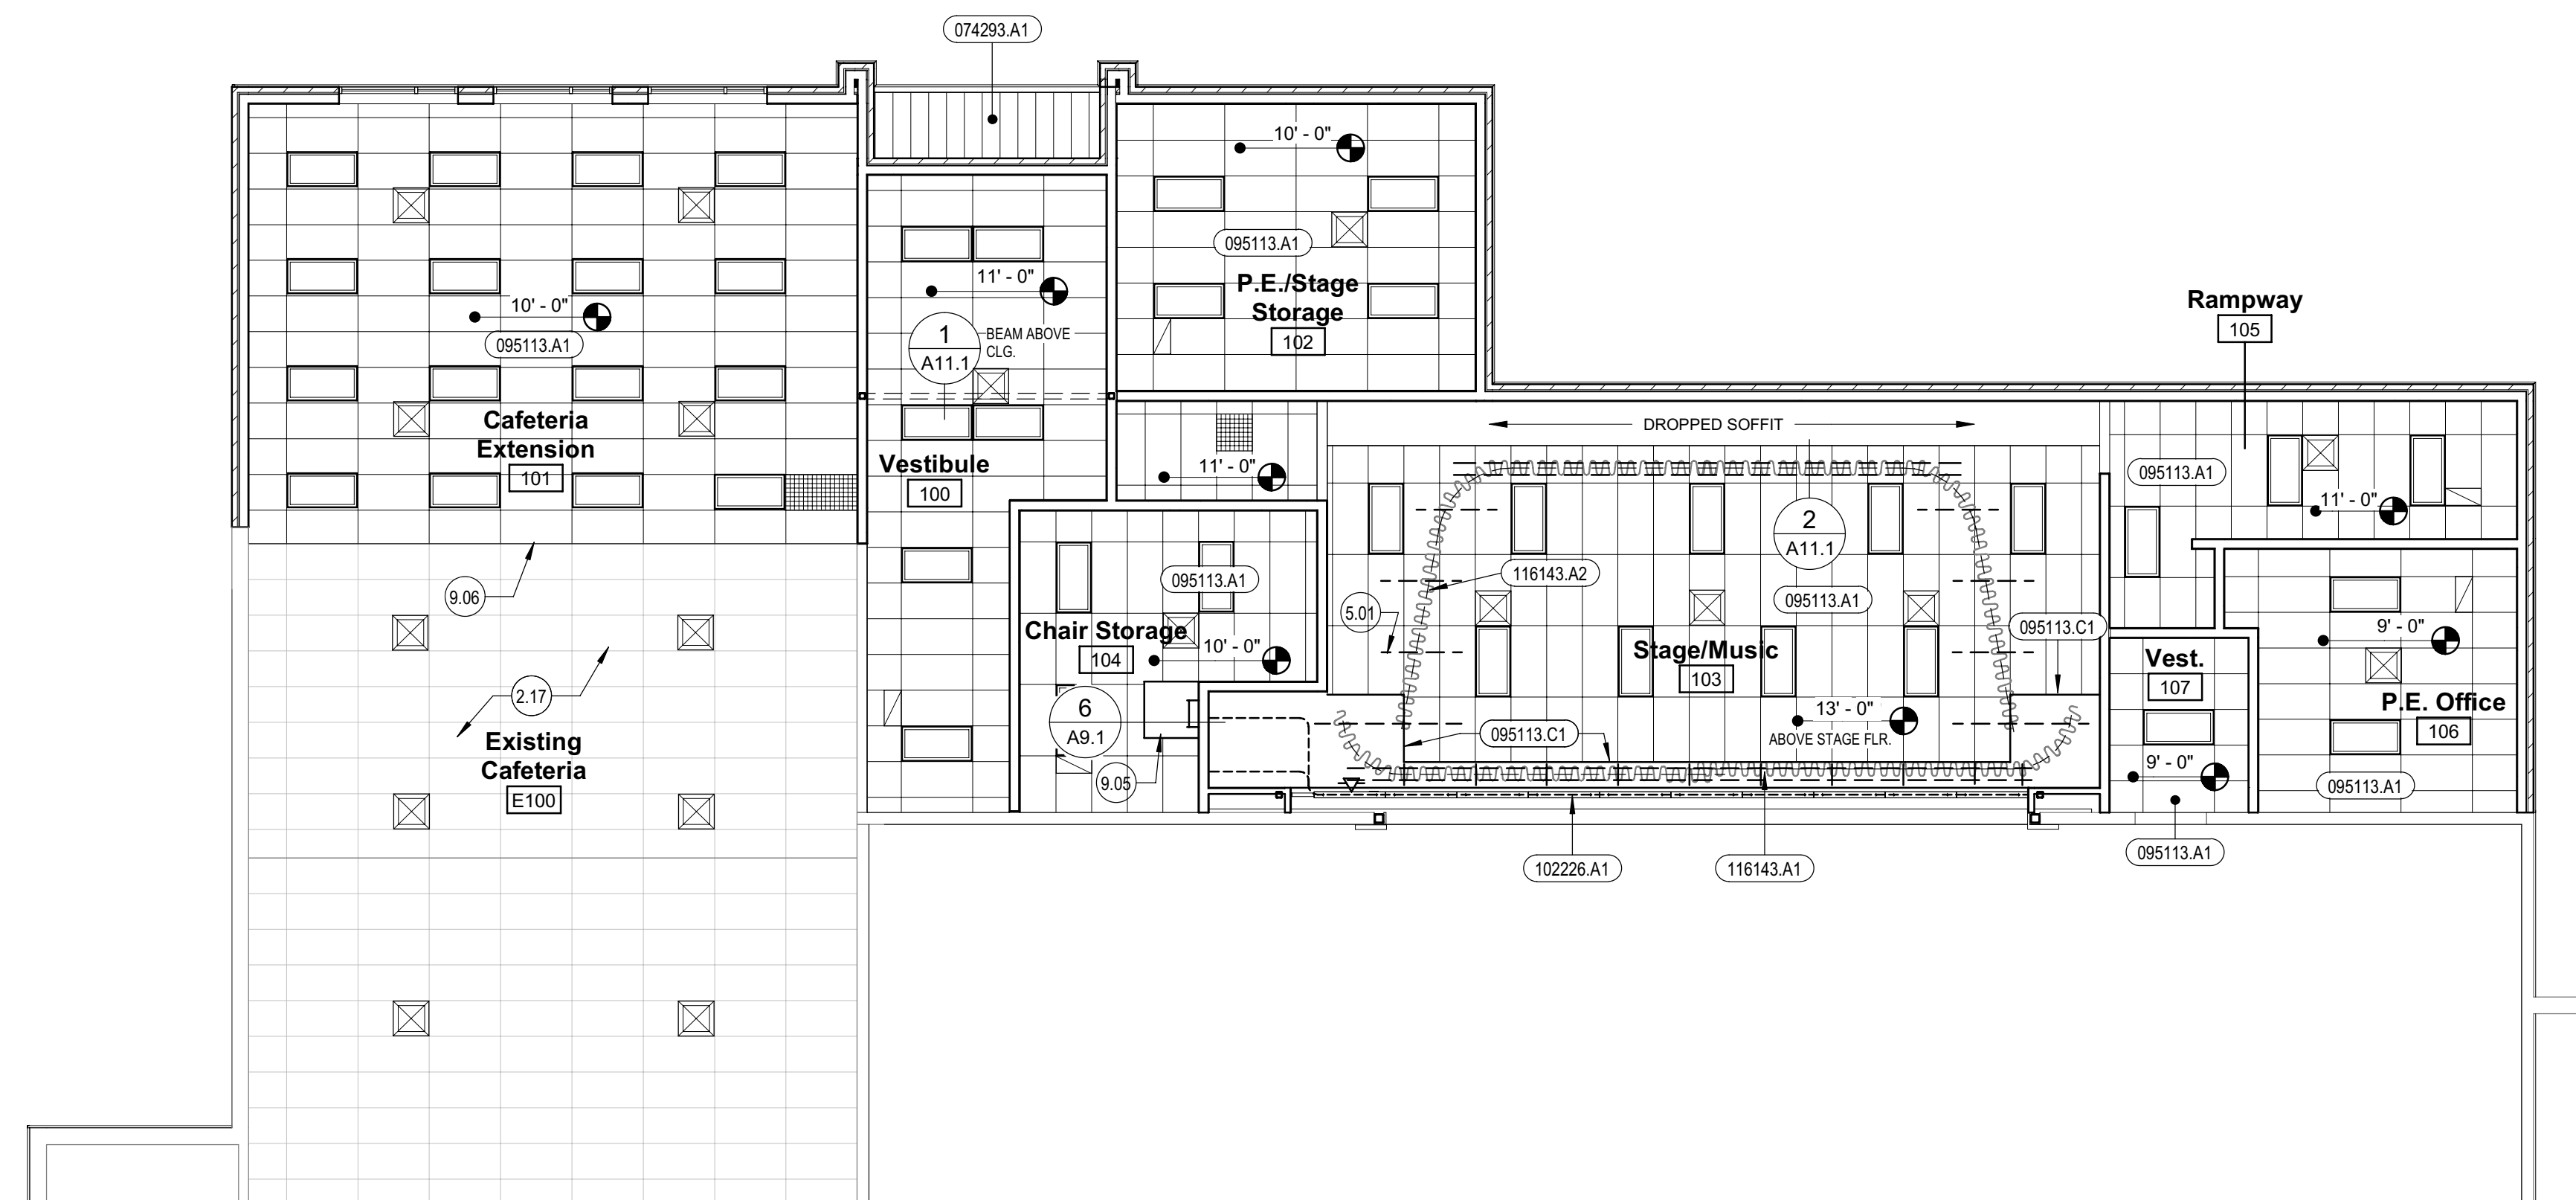 074293.A1
10' - 0"
095113.A1
P.E./Stage
Storage
102
11' - 0"
1
A11.1
BEAM ABOVE
CLG.
10' - 0"
095113.A1
Cafeteria
Extension
101
Vestibule
100
Rampway
105
DROPPED SOFFIT
11' - 0"
095113.A1
11' - 0"
2
A11.1
116143.A2
095113.A1
5.01
095113.C1
095113.A1
Chair Storage
104
10' - 0"
9.06
2.17
Existing
Cafeteria
E100
6
A9.1
9.05
Stage/Music
103
13' - 0"
ABOVE STAGE FLR.
095113.C1
Vest.
107
9' - 0"
9' - 0"
P.E. Office
106
095113.A1
102226.A1
116143.A1
095113.A1